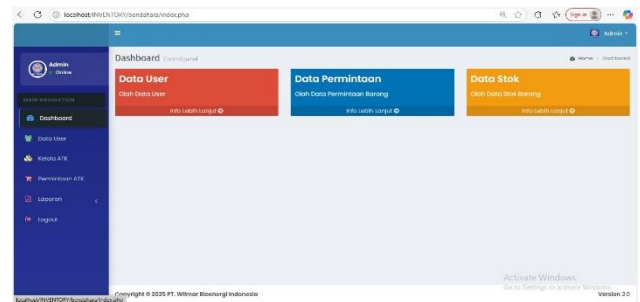 localhost/INVENTORY/bendahara/index.php
Sign in
Admin
Admin
Online
MAIN NAVIGATION
Dashboard
Data User
Kelola ATK
Permintaan ATK
Laporan
Logout
Dashboard
Home
Dashboard
Data User
Olah Data User
Info Lebih Lanjut
Data Permintaan
Olah Data Permintaan Barang
Info Lebih Lanjut
Data Stok
Olah Data Stok Barang
Info Lebih Lanjut
Activate Windows
Go to Settings to activate Windows.
Copyright © 2025 PT. Wilmar Bioenergi Indonesia
Version 2.0
localhost/INVENTORY/bendahara/index.php